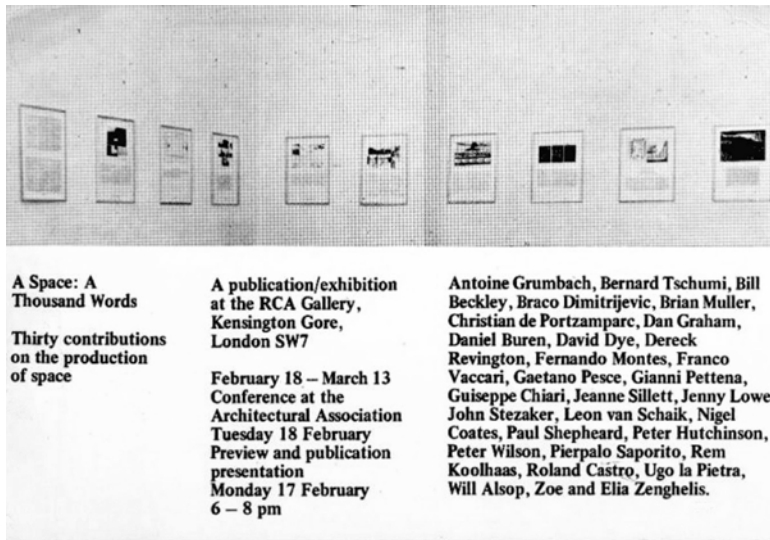 A Space: A
Thousand Words
Thirty contributions
on the production
of space
A publication/exhibition
at the RCA Gallery,
Kensington Gore,
London SW7
February 18 – March 13
Conference at the
Architectural Association
Tuesday 18 February
Preview and publication
presentation
Monday 17 February
6 – 8 pm
Antoine Grumbach, Bernard Tschumi, Bill
Beckley, Braco Dimitrijevic, Brian Muller,
Christian de Portzamparc, Dan Graham,
Daniel Buren, David Dye, Dereck
Revington, Fernando Montes, Franco
Vaccari, Gaetano Pesce, Gianni Pettena,
Guiseppe Chiari, Jeanne Sillett, Jenny Lowe
John Stezaker, Leon van Schaik, Nigel
Coates, Paul Shepheard, Peter Hutchinson,
Peter Wilson, Pierpalo Saporito, Rem
Koolhaas, Roland Castro, Ugo la Pietra,
Will Alsop, Zoe and Elia Zenghelis.